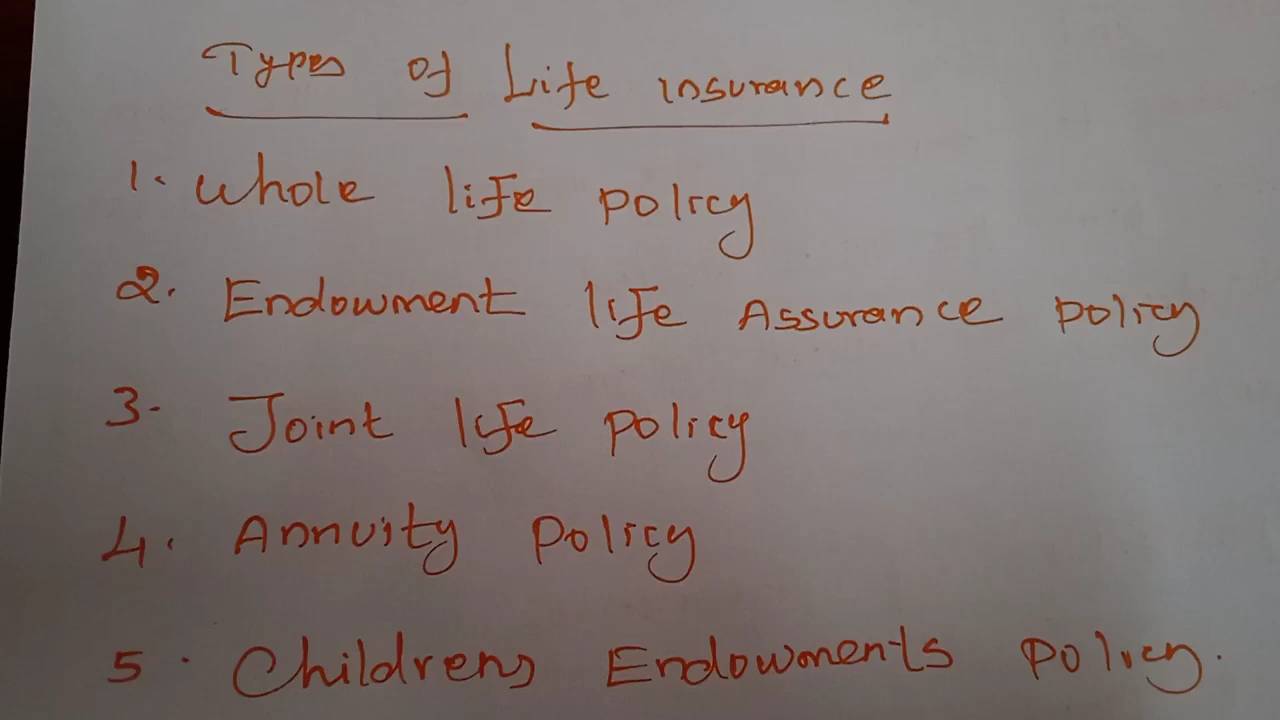 Types of Life insurance
1. Whole life policy
2. Endowment life Assurance policy
3. Joint life policy
4. Annuity policy
5. Childrens Endowments policy.